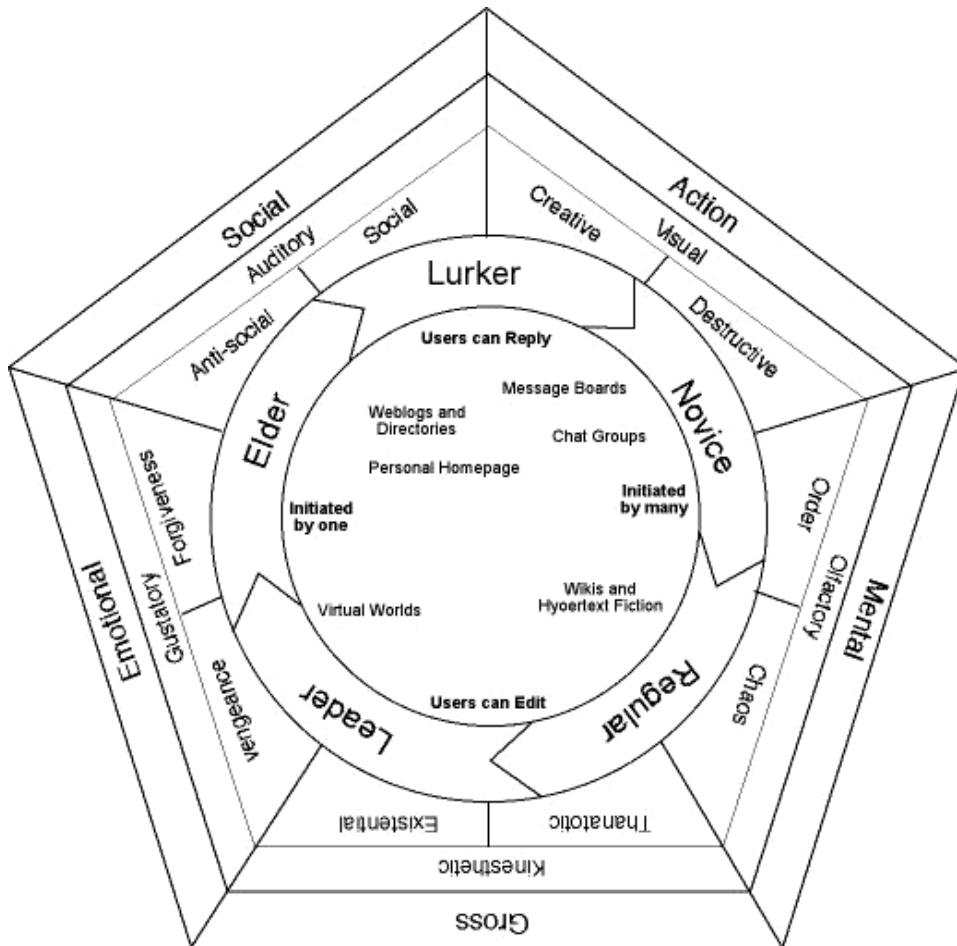 Social
Action
Auditory
Social
Creative
Visual
Anti-social
Destructive
Lurker
Elder
Novice
Users can Reply
Message Boards
Weblogs and
Directories
Chat Groups
Personal Homepage
Initiated
by one
Initiated
by many
Forgiveness
Order
Emotional
Gustatory
Olfactory
Mental
Virtual Worlds
Wikis and
Hyoertext Fiction
vengeance
Chaos
Users can Edit
Leader
Regular
Existential
Thanatotic
Kinesthetic
Gross